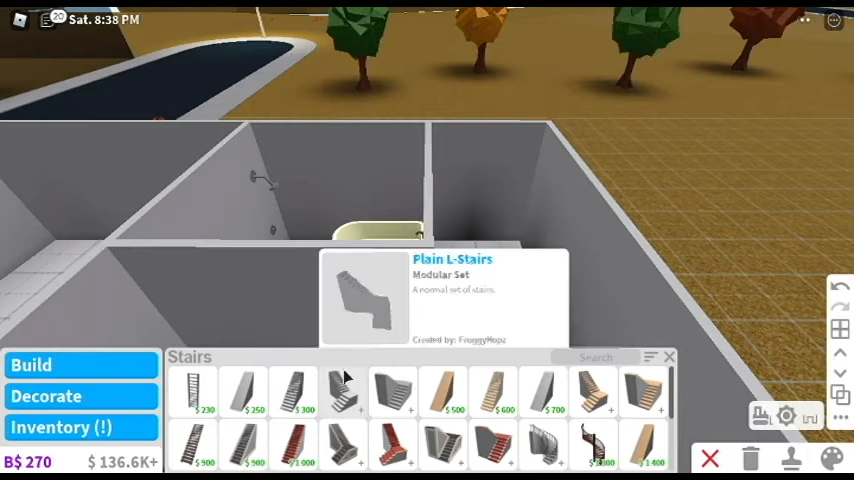 20 Sat. 8:38 PM
Plain L-Stairs
Modular Set
A normal set of stairs.
Created by: FroggyHopz
Stairs
Search
Build
Decorate
Inventory (!)
B$ 270 $ 136.6K+
$ 230 $ 250 $ 300 + + $ 500 $ 600 $ 700 + +
$ 900 $ 900 $ 1 000 + + + + + $ 1 400